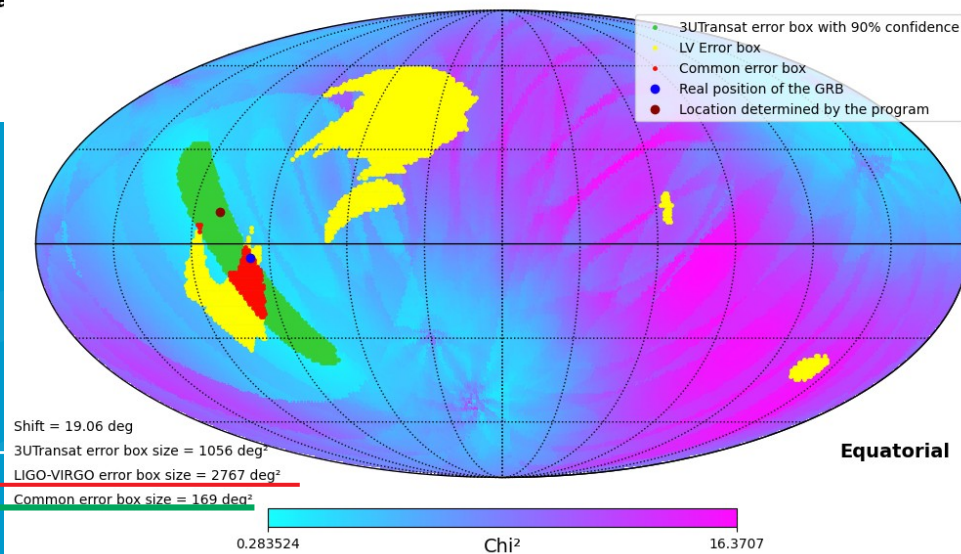 3UTransat error box with 90% confidence
LV Error box
Common error box
Real position of the GRB
Location determined by the program
Shift = 19.06 deg
3UTransat error box size = 1056 deg²
LIGO-VIRGO error box size = 2767 deg²
Common error box size = 169 deg²
Equatorial
0.283524
Chi²
16.3707